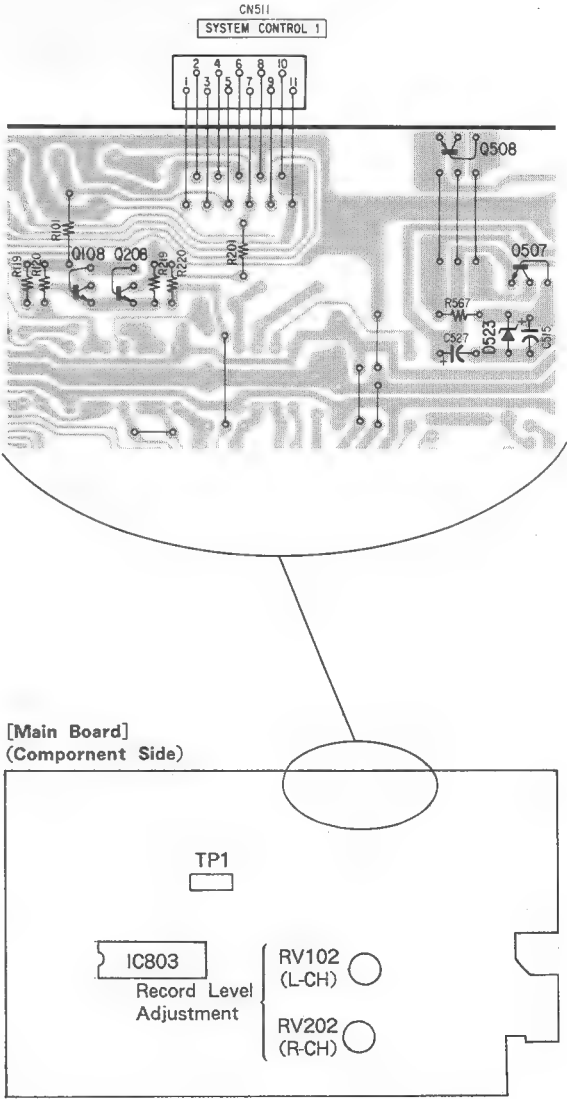 CN511
SYSTEM CONTROL 1
2 4 6 8 10
1 3 5 7 9 11
Q508
R101
Q108 Q208
R119
R120
R219
R220
R201
Q507
R567
C527
+
D523
+
C515
[Main Board]
(Compornent Side)
TP1
IC803
Record Level
Adjustment
RV102
(L-CH)
RV202
(R-CH)